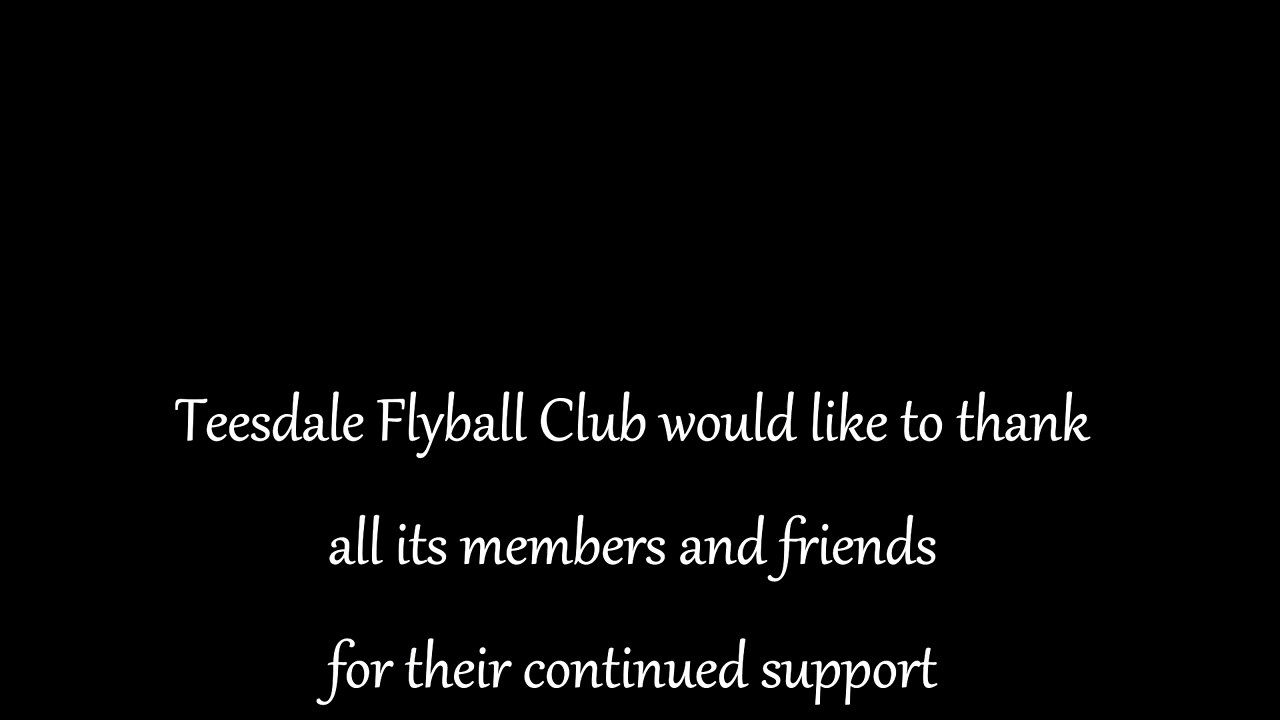 Teesdale Flyball Club would like to thank
all its members and friends
for their continued support